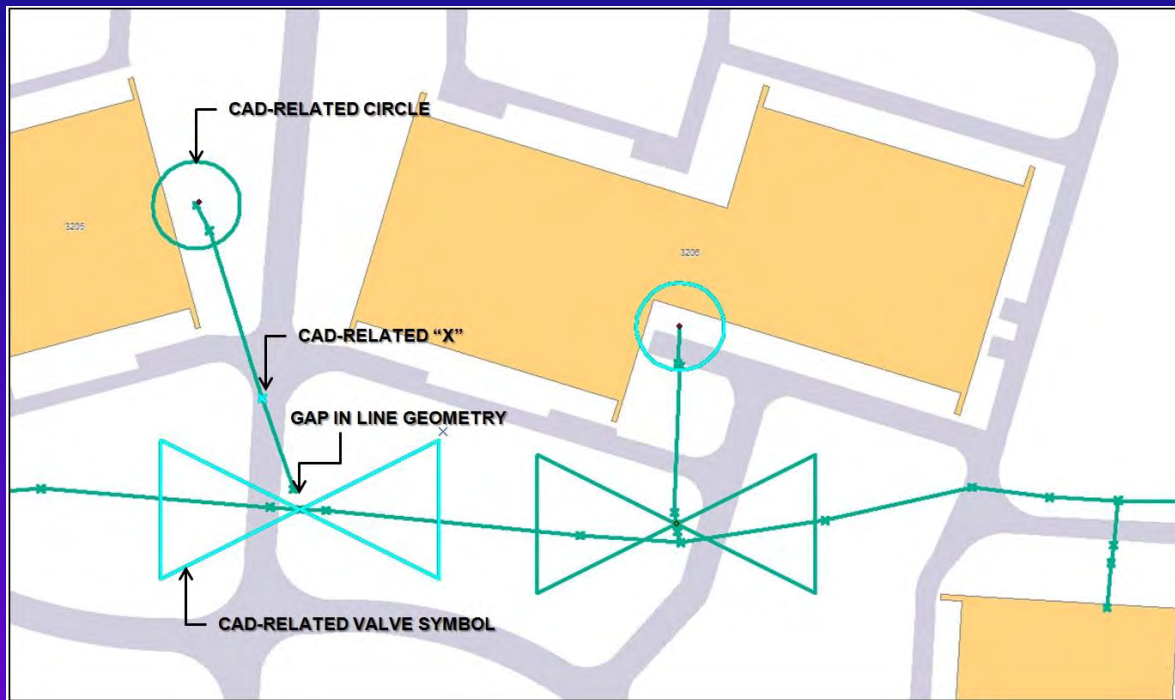 CAD-RELATED CIRCLE
3205
3206
CAD-RELATED “X”
GAP IN LINE GEOMETRY
CAD-RELATED VALVE SYMBOL